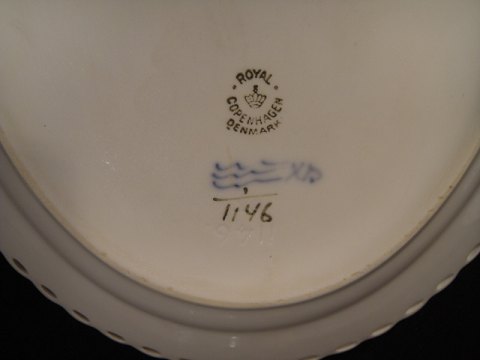 ROYAL
COPENHAGEN
DENMARK
1146